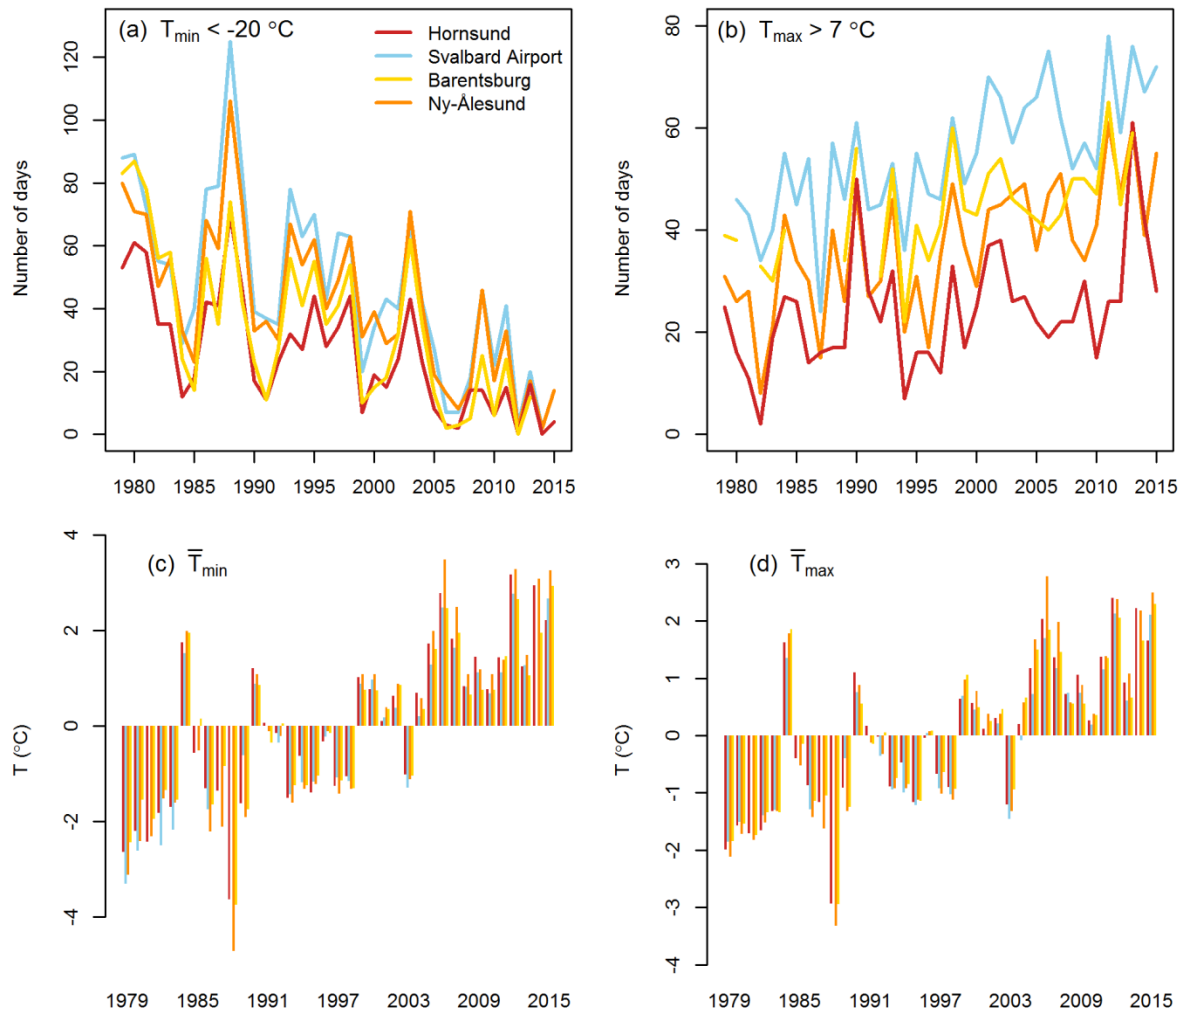 (a) Tmin < -20 °C
Hornsund
Svalbard Airport
Barentsburg
Ny-Ålesund
Number of days
0
20
40
60
80
100
120
1980 1985 1990 1995 2000 2005 2010 2015
(b) Tmax > 7 °C
Number of days
0
20
40
60
80
1980 1985 1990 1995 2000 2005 2010 2015
(c) T̿min
T (°C)
4
2
0
-2
-4
1979 1985 1991 1997 2003 2009 2015
(d) T̿max
T (°C)
3
2
1
0
-1
-2
-3
-4
1979 1985 1991 1997 2003 2009 2015